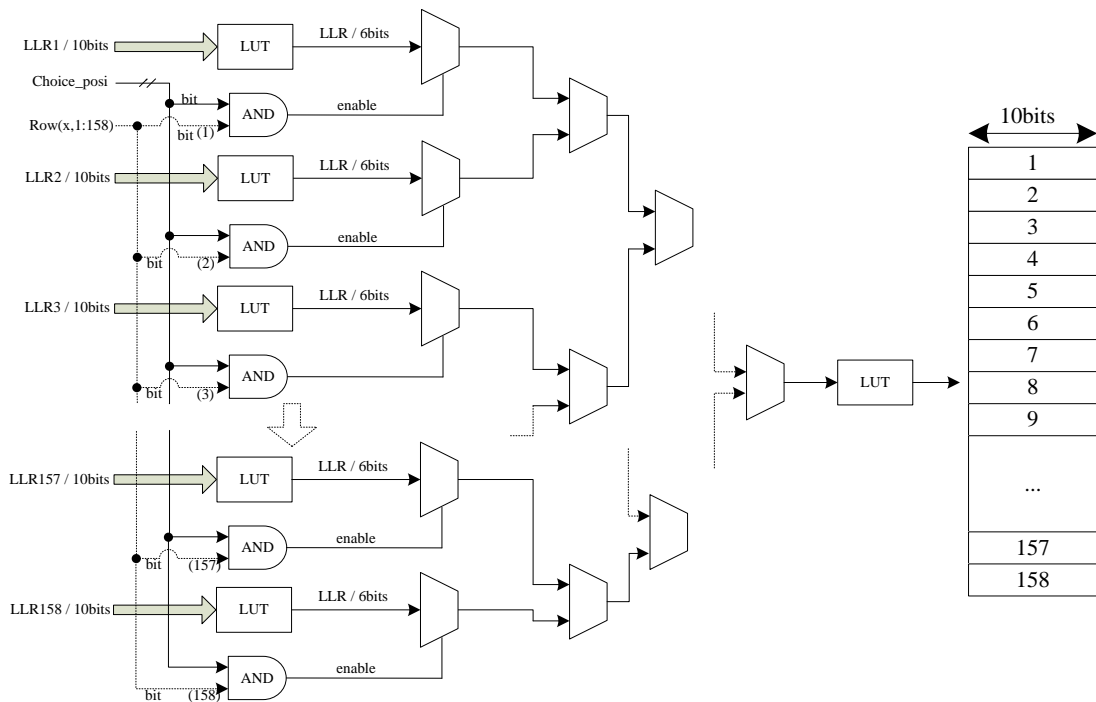 LLR1 / 10bits
LUT
LLR / 6bits
Choice_posi
bit
AND
enable
Row(x,1:158)
bit (1)
LLR2 / 10bits
LUT
LLR / 6bits
AND
enable
bit (2)
LLR3 / 10bits
LUT
LLR / 6bits
AND
bit (3)
LLR157 / 10bits
LUT
LLR / 6bits
AND
enable
bit (157)
LLR158 / 10bits
LUT
LLR / 6bits
AND
enable
bit (158)
LUT
10bits
1
2
3
4
5
6
7
8
9
...
157
158